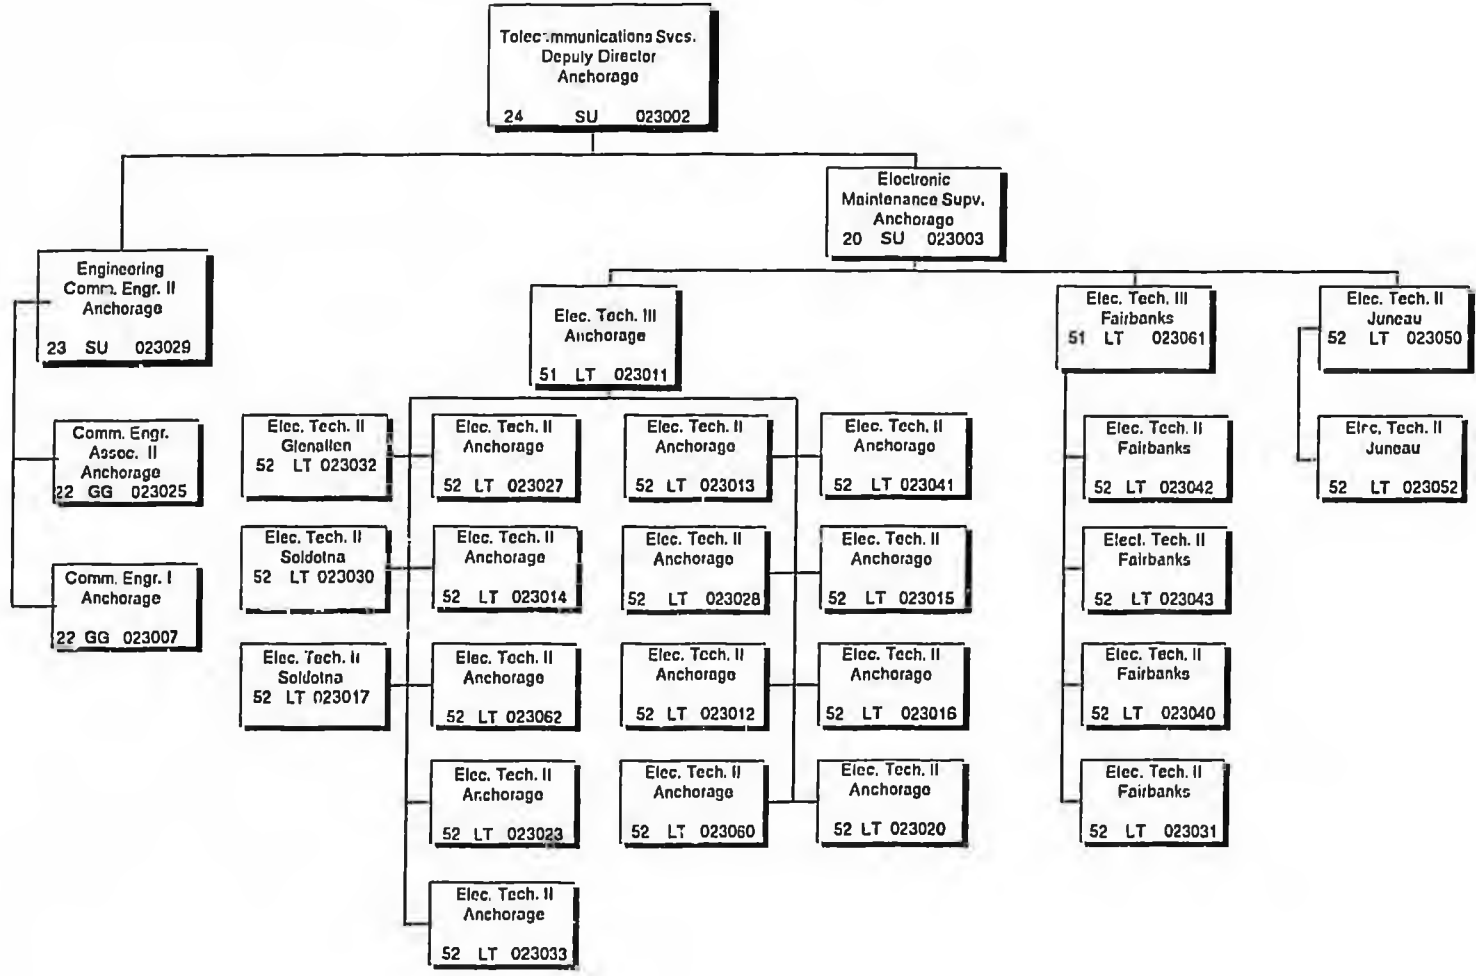 Telecommunications Svcs.
Deputy Director
Anchorage
24 SU 023002
Electronic
Maintenance Supv.
Anchorage
20 SU 023003
Engineering
Comm. Engr. II
Anchorage
23 SU 023029
Elec. Tech. III
Anchorage
51 LT 023011
Elec. Tech. III
Fairbanks
51 LT 023061
Elec. Tech. II
Juneau
52 LT 023050
Comm. Engr.
Assoc. II
Anchorage
22 GG 023025
Comm. Engr. I
Anchorage
22 GG 023007
Elec. Tech. II
Glenallen
52 LT 023032
Elec. Tech. II
Anchorage
52 LT 023027
Elec. Tech. II
Anchorage
52 LT 023013
Elec. Tech. II
Anchorage
52 LT 023041
Elec. Tech. II
Fairbanks
52 LT 023042
Elec. Tech. II
Juneau
52 LT 023052
Elec. Tech. II
Soldotna
52 LT 023030
Elec. Tech. II
Anchorage
52 LT 023014
Elec. Tech. II
Anchorage
52 LT 023028
Elec. Tech. II
Anchorage
52 LT 023015
Elect. Tech. II
Fairbanks
52 LT 023043
Elec. Tech. II
Soldotna
52 LT 023017
Elec. Tech. II
Anchorage
52 LT 023062
Elec. Tech. II
Anchorage
52 LT 023012
Elec. Tech. II
Anchorage
52 LT 023016
Elec. Tech. II
Fairbanks
52 LT 023040
Elec. Tech. II
Anchorage
52 LT 023023
Elec. Tech. II
Anchorage
52 LT 023060
Elec. Tech. II
Anchorage
52 LT 023020
Elec. Tech. II
Fairbanks
52 LT 023031
Elec. Tech. II
Anchorage
52 LT 023033